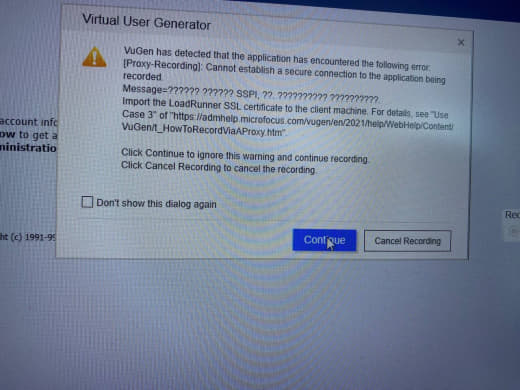 Virtual User Generator
VuGen has detected that the application has encountered the following error:
[Proxy-Recording]: Cannot establish a secure connection to the application being
recorded.
Message=?????? ?????? SSPI, ??. ?????????? ??????????.
Import the LoadRunner SSL certificate to the client machine. For details, see "Use
Case 3" of "https://admhelp.microfocus.com/vugen/en/2021/help/WebHelp/Content/
VuGen/t_HowToRecordViaAProxy.htm".
Click Continue to ignore this warning and continue recording.
Click Cancel Recording to cancel the recording.
Don't show this dialog again
Continue
Cancel Recording
account info
ow to get a
ministratio
ht (c) 1991-99
Rec